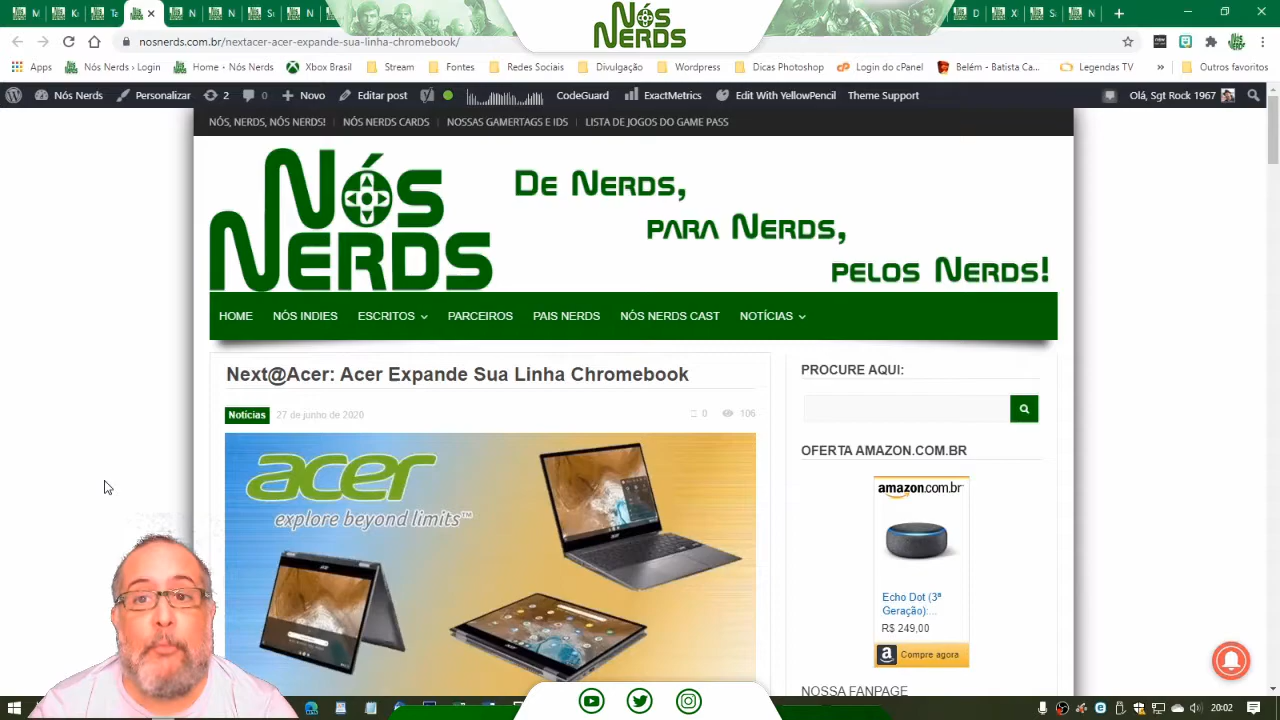 Nós
NERDS
nosnerds.com.br/nextacer-acer-expande-sua-linha-chromebook/
Apps Nós Nerds › Login Home - Nós Nerds Xbox Brasil Stream Fontes Redes Sociais Divulgação Wordpress Dicas Photoshop Login do cPanel Belém - Batista Ca... Legendas TV » Outros favoritos
Nós Nerds Personalizar 2 0 Novo Editar post CodeGuard ExactMetrics Edit With YellowPencil Theme Support Olá, Sgt Rock 1967
NÓS, NERDS, NÓS NERDS! NÓS NERDS CARDS NOSSAS GAMERTAGS E IDS LISTA DE JOGOS DO GAME PASS
Nós
NERDS
De Nerds,
para Nerds,
pelos Nerds!
HOME NÓS INDIES ESCRITOS PARCEIROS PAIS NERDS NÓS NERDS CAST NOTÍCIAS
Next@Acer: Acer Expande Sua Linha Chromebook
Notícias 27 de junho de 2020 0 106
acer
explore beyond limits™
PROCURE AQUI:
OFERTA AMAZON.COM.BR
amazon.com.br
Echo Dot (3ª
Geração):...
R$ 249,00
Compre agora
NOSSA FANPAGE
20:02